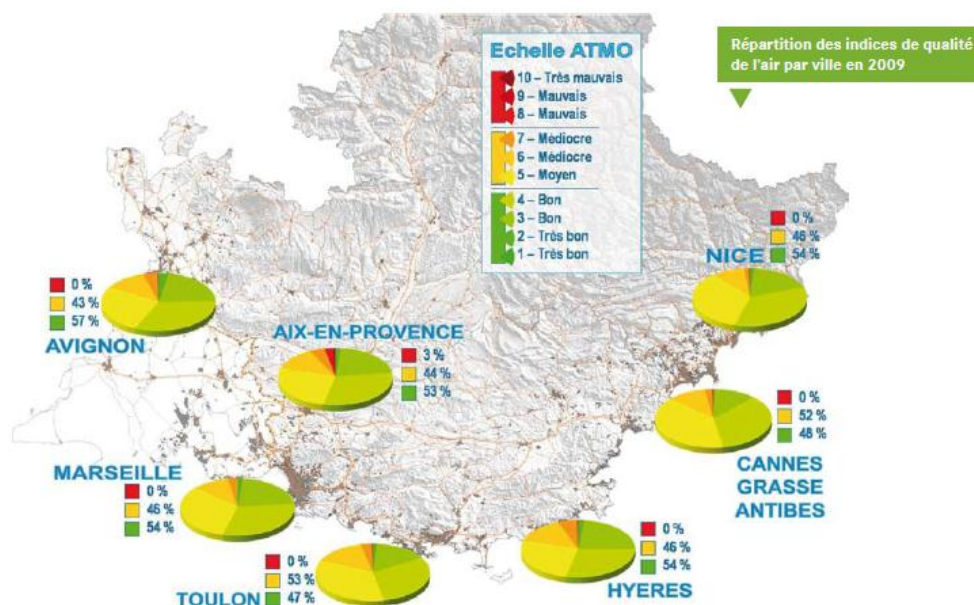 Répartition des indices de qualité
de l'air par ville en 2009
Echelle ATMO
10 – Très mauvais
9 – Mauvais
8 – Mauvais
7 – Médiocre
6 – Médiocre
5 – Moyen
4 – Bon
3 – Bon
2 – Très bon
1 – Très bon
0 %
46 %
54 %
NICE
0 %
43 %
57 %
AVIGNON
AIX-EN-PROVENCE
3 %
44 %
53 %
0 %
52 %
48 %
CANNES
GRASSE
ANTIBES
MARSEILLE
0 %
46 %
54 %
0 %
53 %
47 %
TOULON
0 %
46 %
54 %
HYERES